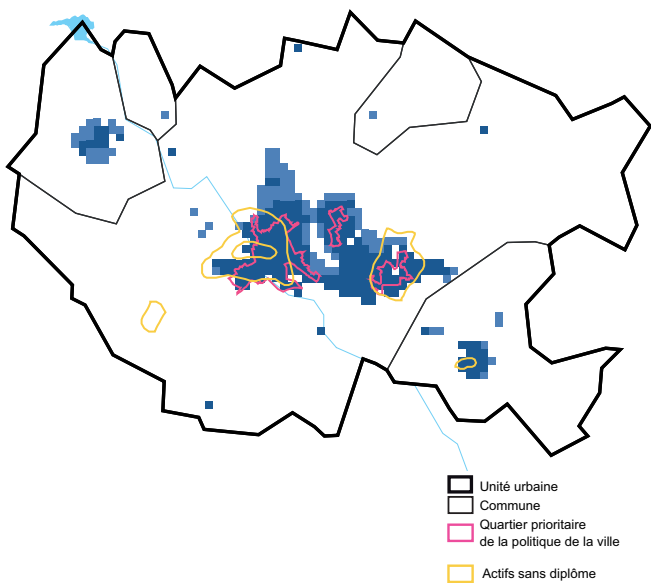 Unité urbaine
Commune
Quartier prioritaire
de la politique de la ville
Actifs sans diplôme